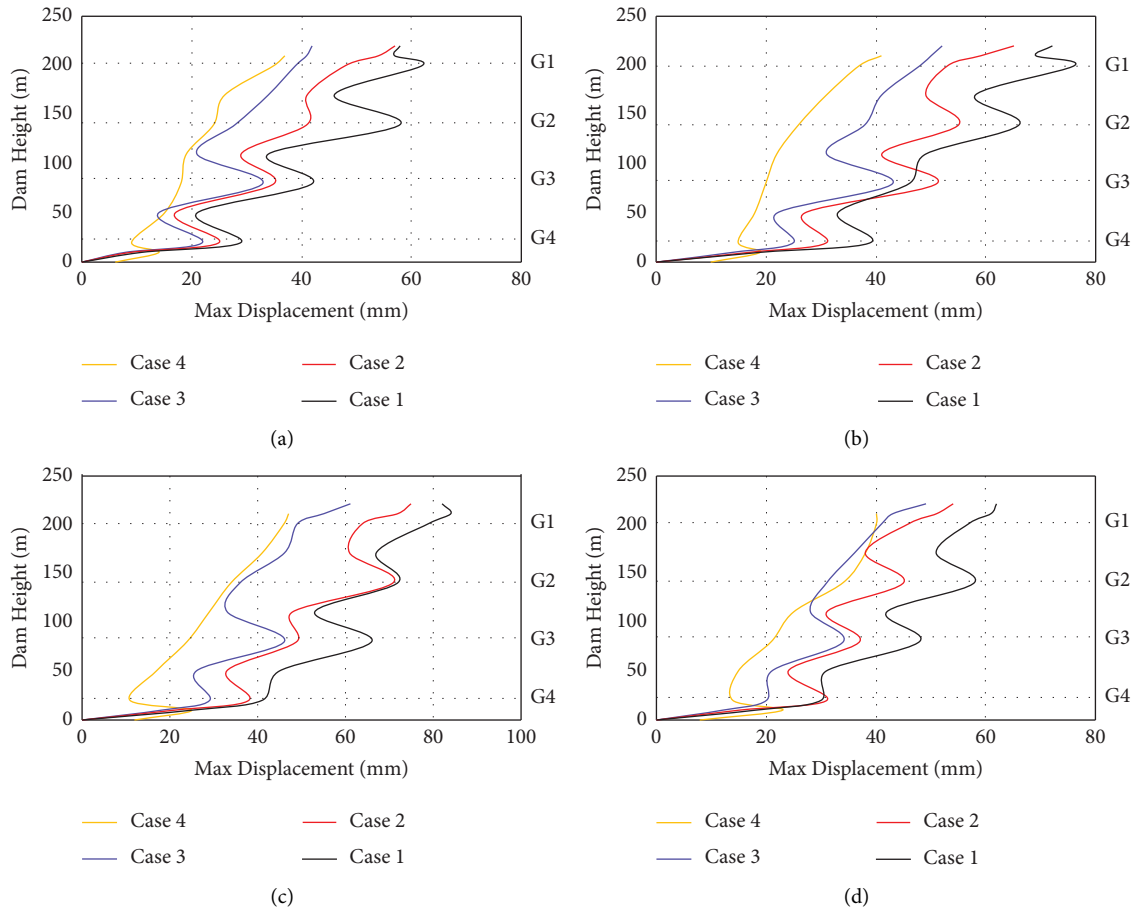 250
200
150
100
50
0
Dam Height (m)
G1
G2
G3
G4
0 20 40 60 80
Max Displacement (mm)
Case 4 Case 2
Case 3 Case 1
(a)
250
200
150
100
50
0
Dam Height (m)
G1
G2
G3
G4
0 20 40 60 80
Max Displacement (mm)
Case 4 Case 2
Case 3 Case 1
(b)
250
200
150
100
50
0
Dam Height (m)
G1
G2
G3
G4
0 20 40 60 80 100
Max Displacement (mm)
Case 4 Case 2
Case 3 Case 1
(c)
250
200
150
100
50
0
Dam Height (m)
G1
G2
G3
G4
0 20 40 60 80
Max Displacement (mm)
Case 4 Case 2
Case 3 Case 1
(d)